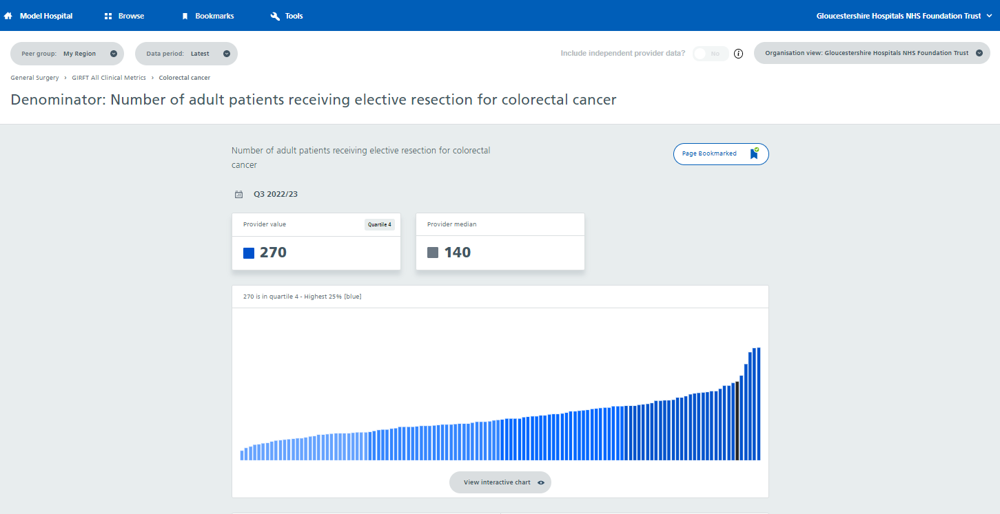 Model Hospital Browse Bookmarks Tools Gloucestershire Hospitals NHS Foundation Trust
Peer group: My Region Data period: Latest Include independent provider data? No i Organisation view: Gloucestershire Hospitals NHS Foundation Trust
General Surgery › GIRFT All Clinical Metrics › Colorectal cancer
Denominator: Number of adult patients receiving elective resection for colorectal cancer
Number of adult patients receiving elective resection for colorectal
cancer
Page Bookmarked
Q3 2022/23
Provider value Quartile 4 Provider median
270 140
270 is in quartile 4 - Highest 25% [blue]
View interactive chart